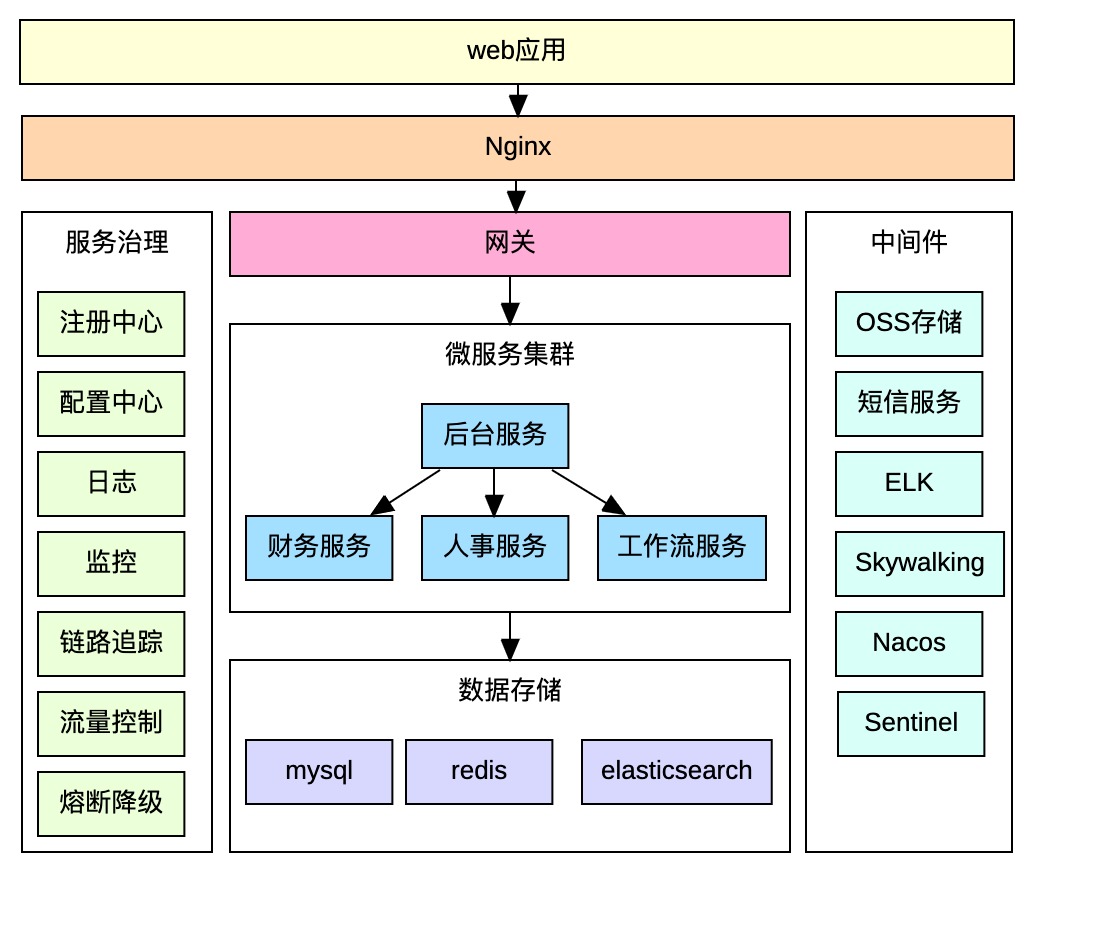 web应用
Nginx
服务治理
注册中心
配置中心
日志
监控
链路追踪
流量控制
熔断降级
网关
微服务集群
后台服务
财务服务
人事服务
工作流服务
数据存储
mysql
redis
elasticsearch
中间件
OSS存储
短信服务
ELK
Skywalking
Nacos
Sentinel